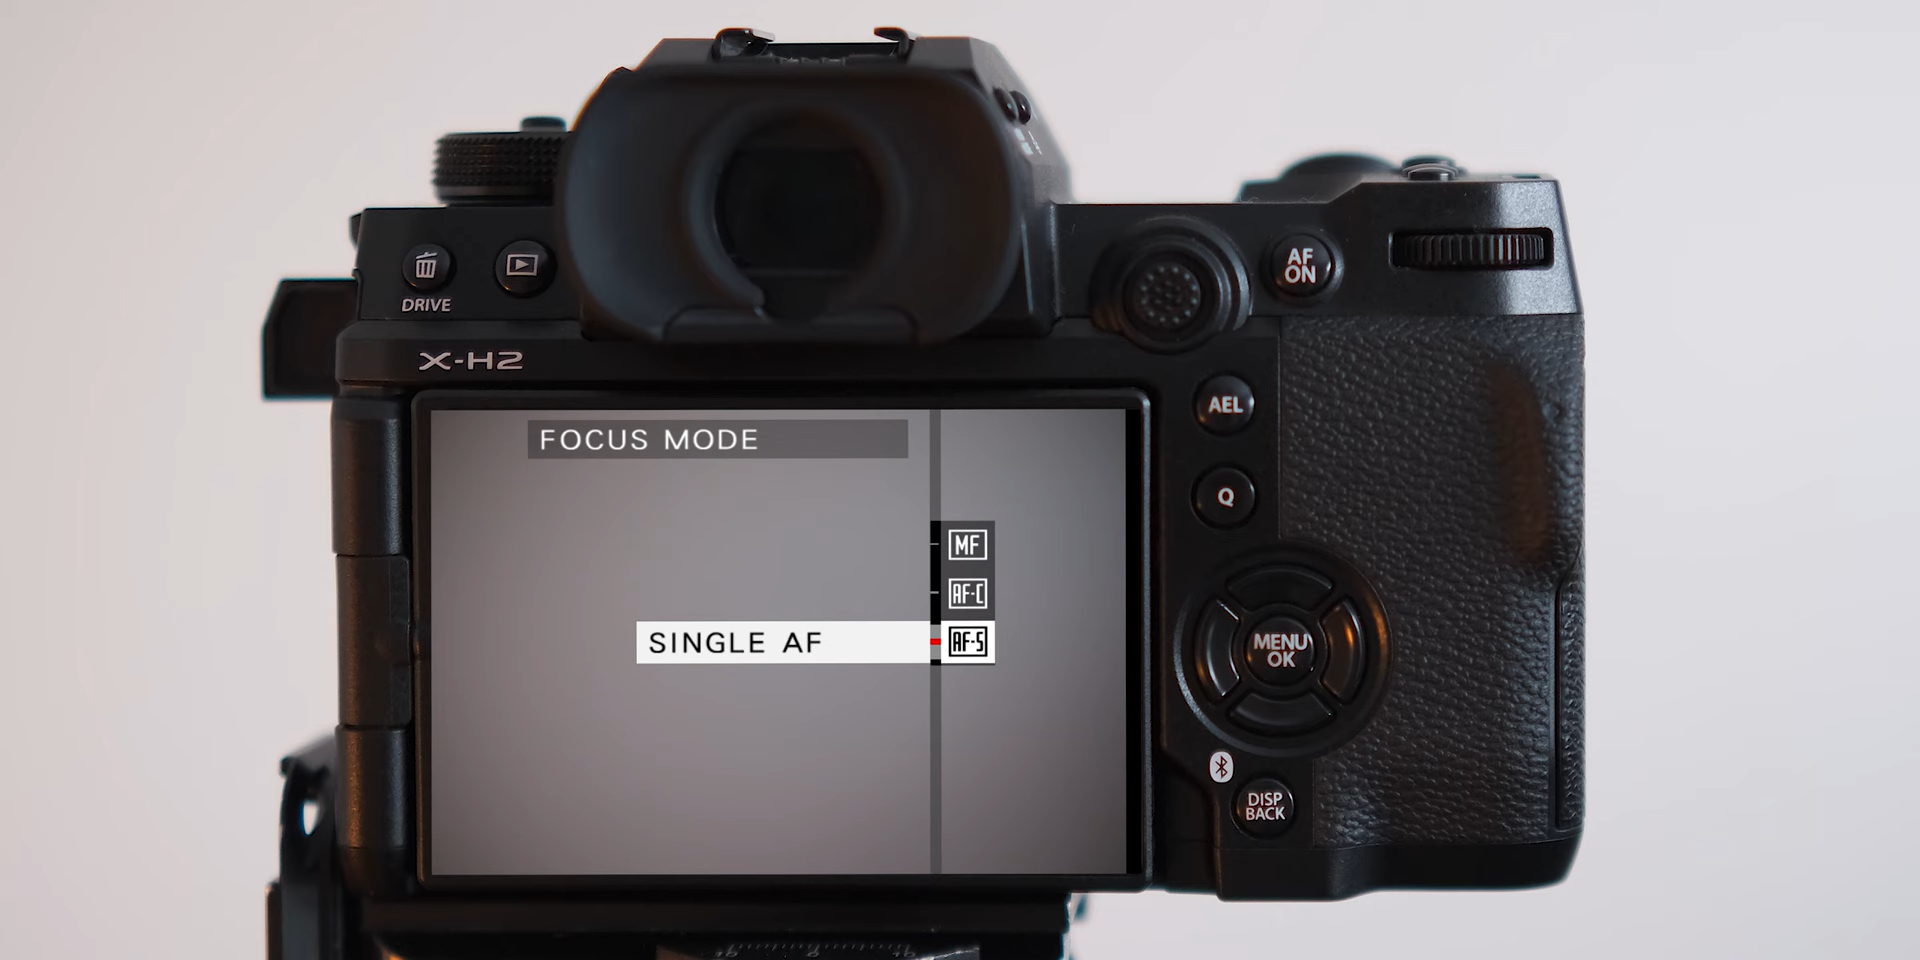 AF
ON
DRIVE
X-H2
AEL
FOCUS MODE
Q
MF
AF-C
SINGLE AF
AF-S
MENU
OK
DISP
BACK